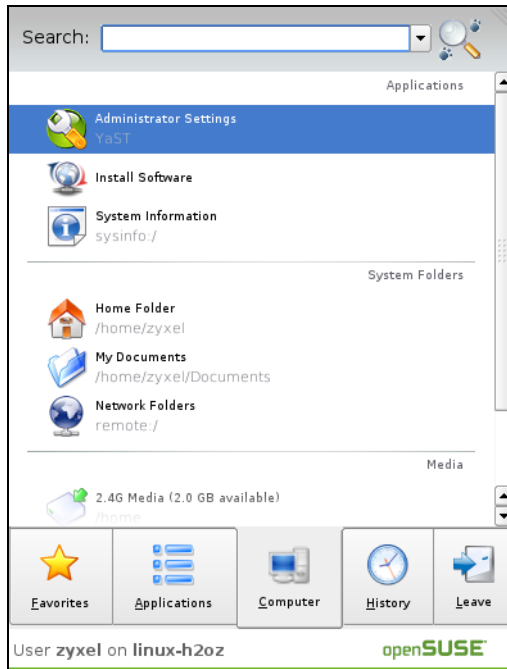 Search:
Applications
Administrator Settings
YaST
Install Software
System Information
sysinfo:/
System Folders
Home Folder
/home/zyxel
My Documents
/home/zyxel/Documents
Network Folders
remote:/
Media
2.4G Media (2.0 GB available)
/home
Favorites
Applications
Computer
History
Leave
User zyxel on linux-h2oz
openSUSE